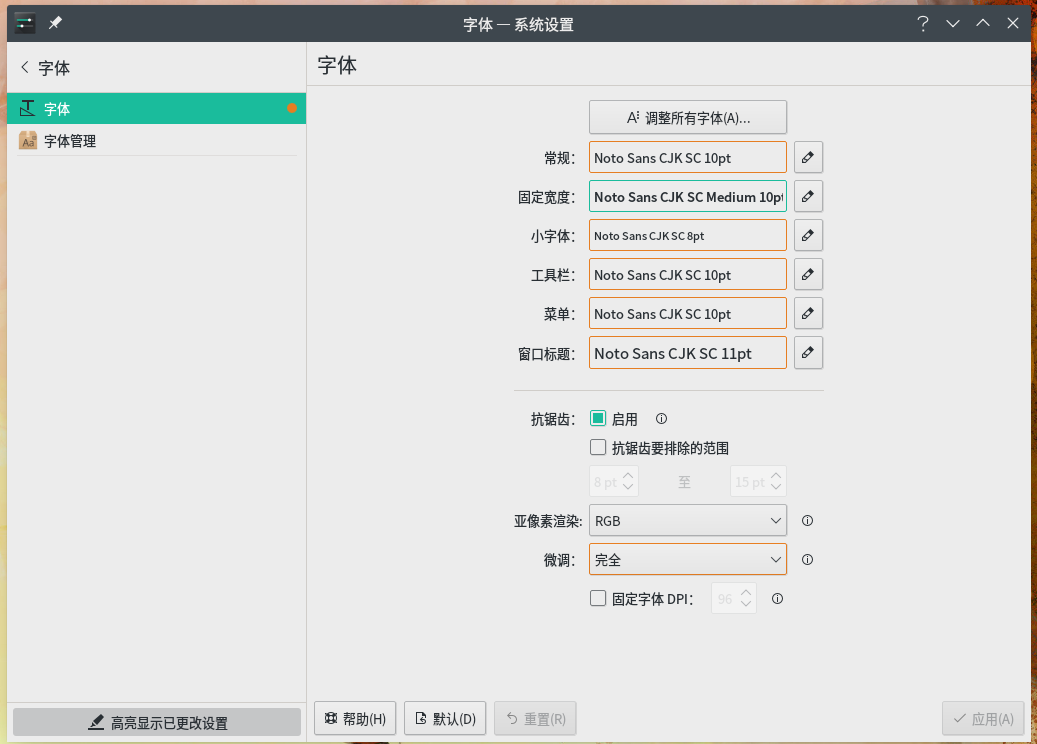 字体 — 系统设置
字体
字体
字体管理
高亮显示已更改设置
字体
调整所有字体(A)...
常规： Noto Sans CJK SC 10pt
固定宽度： Noto Sans CJK SC Medium 10pt
小字体： Noto Sans CJK SC 8pt
工具栏： Noto Sans CJK SC 10pt
菜单： Noto Sans CJK SC 10pt
窗口标题： Noto Sans CJK SC 11pt
抗锯齿： 启用
抗锯齿要排除的范围
8 pt 至 15 pt
亚像素渲染: RGB
微调： 完全
固定字体 DPI： 96
帮助(H) 默认(D) 重置(R) 应用(A)